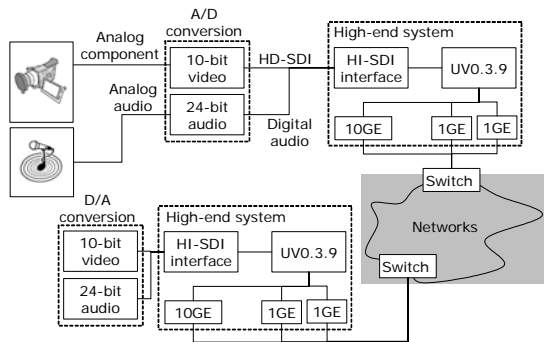 A/D
conversion
Analog
component
10-bit
video
HD-SDI
Analog
audio
24-bit
audio
Digital
audio
High-end system
HI-SDI
interface
UV0.3.9
10GE
1GE
1GE
Switch
Networks
Switch
D/A
conversion
10-bit
video
24-bit
audio
High-end system
HI-SDI
interface
UV0.3.9
10GE
1GE
1GE